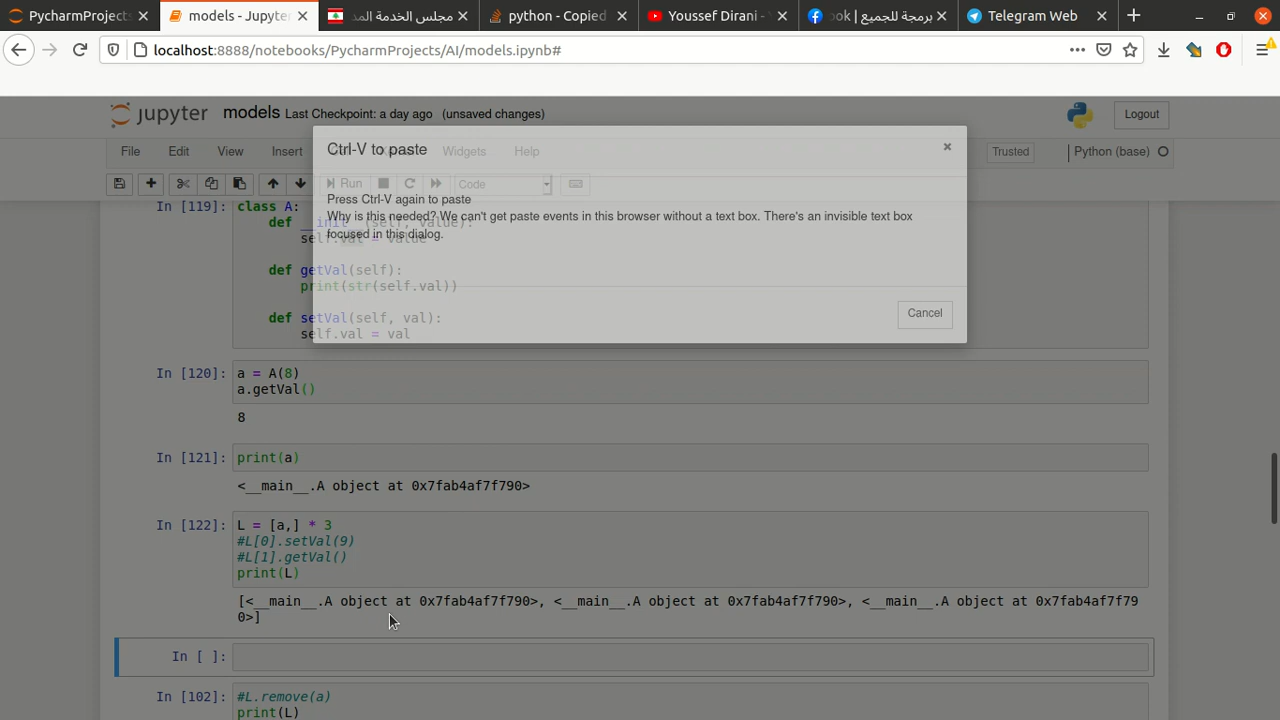 PycharmProjects
models - Jupyter
مجلس الخدمة المد
python - Copied
Youssef Dirani -
برمجة للجميع | ook
Telegram Web
localhost:8888/notebooks/PycharmProjects/AI/models.ipynb#
jupyter models Last Checkpoint: a day ago (unsaved changes)
Logout
File Edit View Insert Widgets Help
Trusted Python (base)
Run Code
Ctrl-V to paste
Press Ctrl-V again to paste
Why is this needed? We can't get paste events in this browser without a text box. There's an invisible text box
focused in this dialog.
Cancel
In [119]: class A:
def __init__(self, value):
self.val = value
def getVal(self):
print(str(self.val))
def setVal(self, val):
self.val = val
In [120]: a = A(8)
a.getVal()
8
In [121]: print(a)
<__main__.A object at 0x7fab4af7f790>
In [122]: L = [a,] * 3
#L[0].setVal(9)
#L[1].getVal()
print(L)
[<__main__.A object at 0x7fab4af7f790>, <__main__.A object at 0x7fab4af7f790>, <__main__.A object at 0x7fab4af7f79
0>]
In [ ]:
In [102]: #L.remove(a)
print(L)